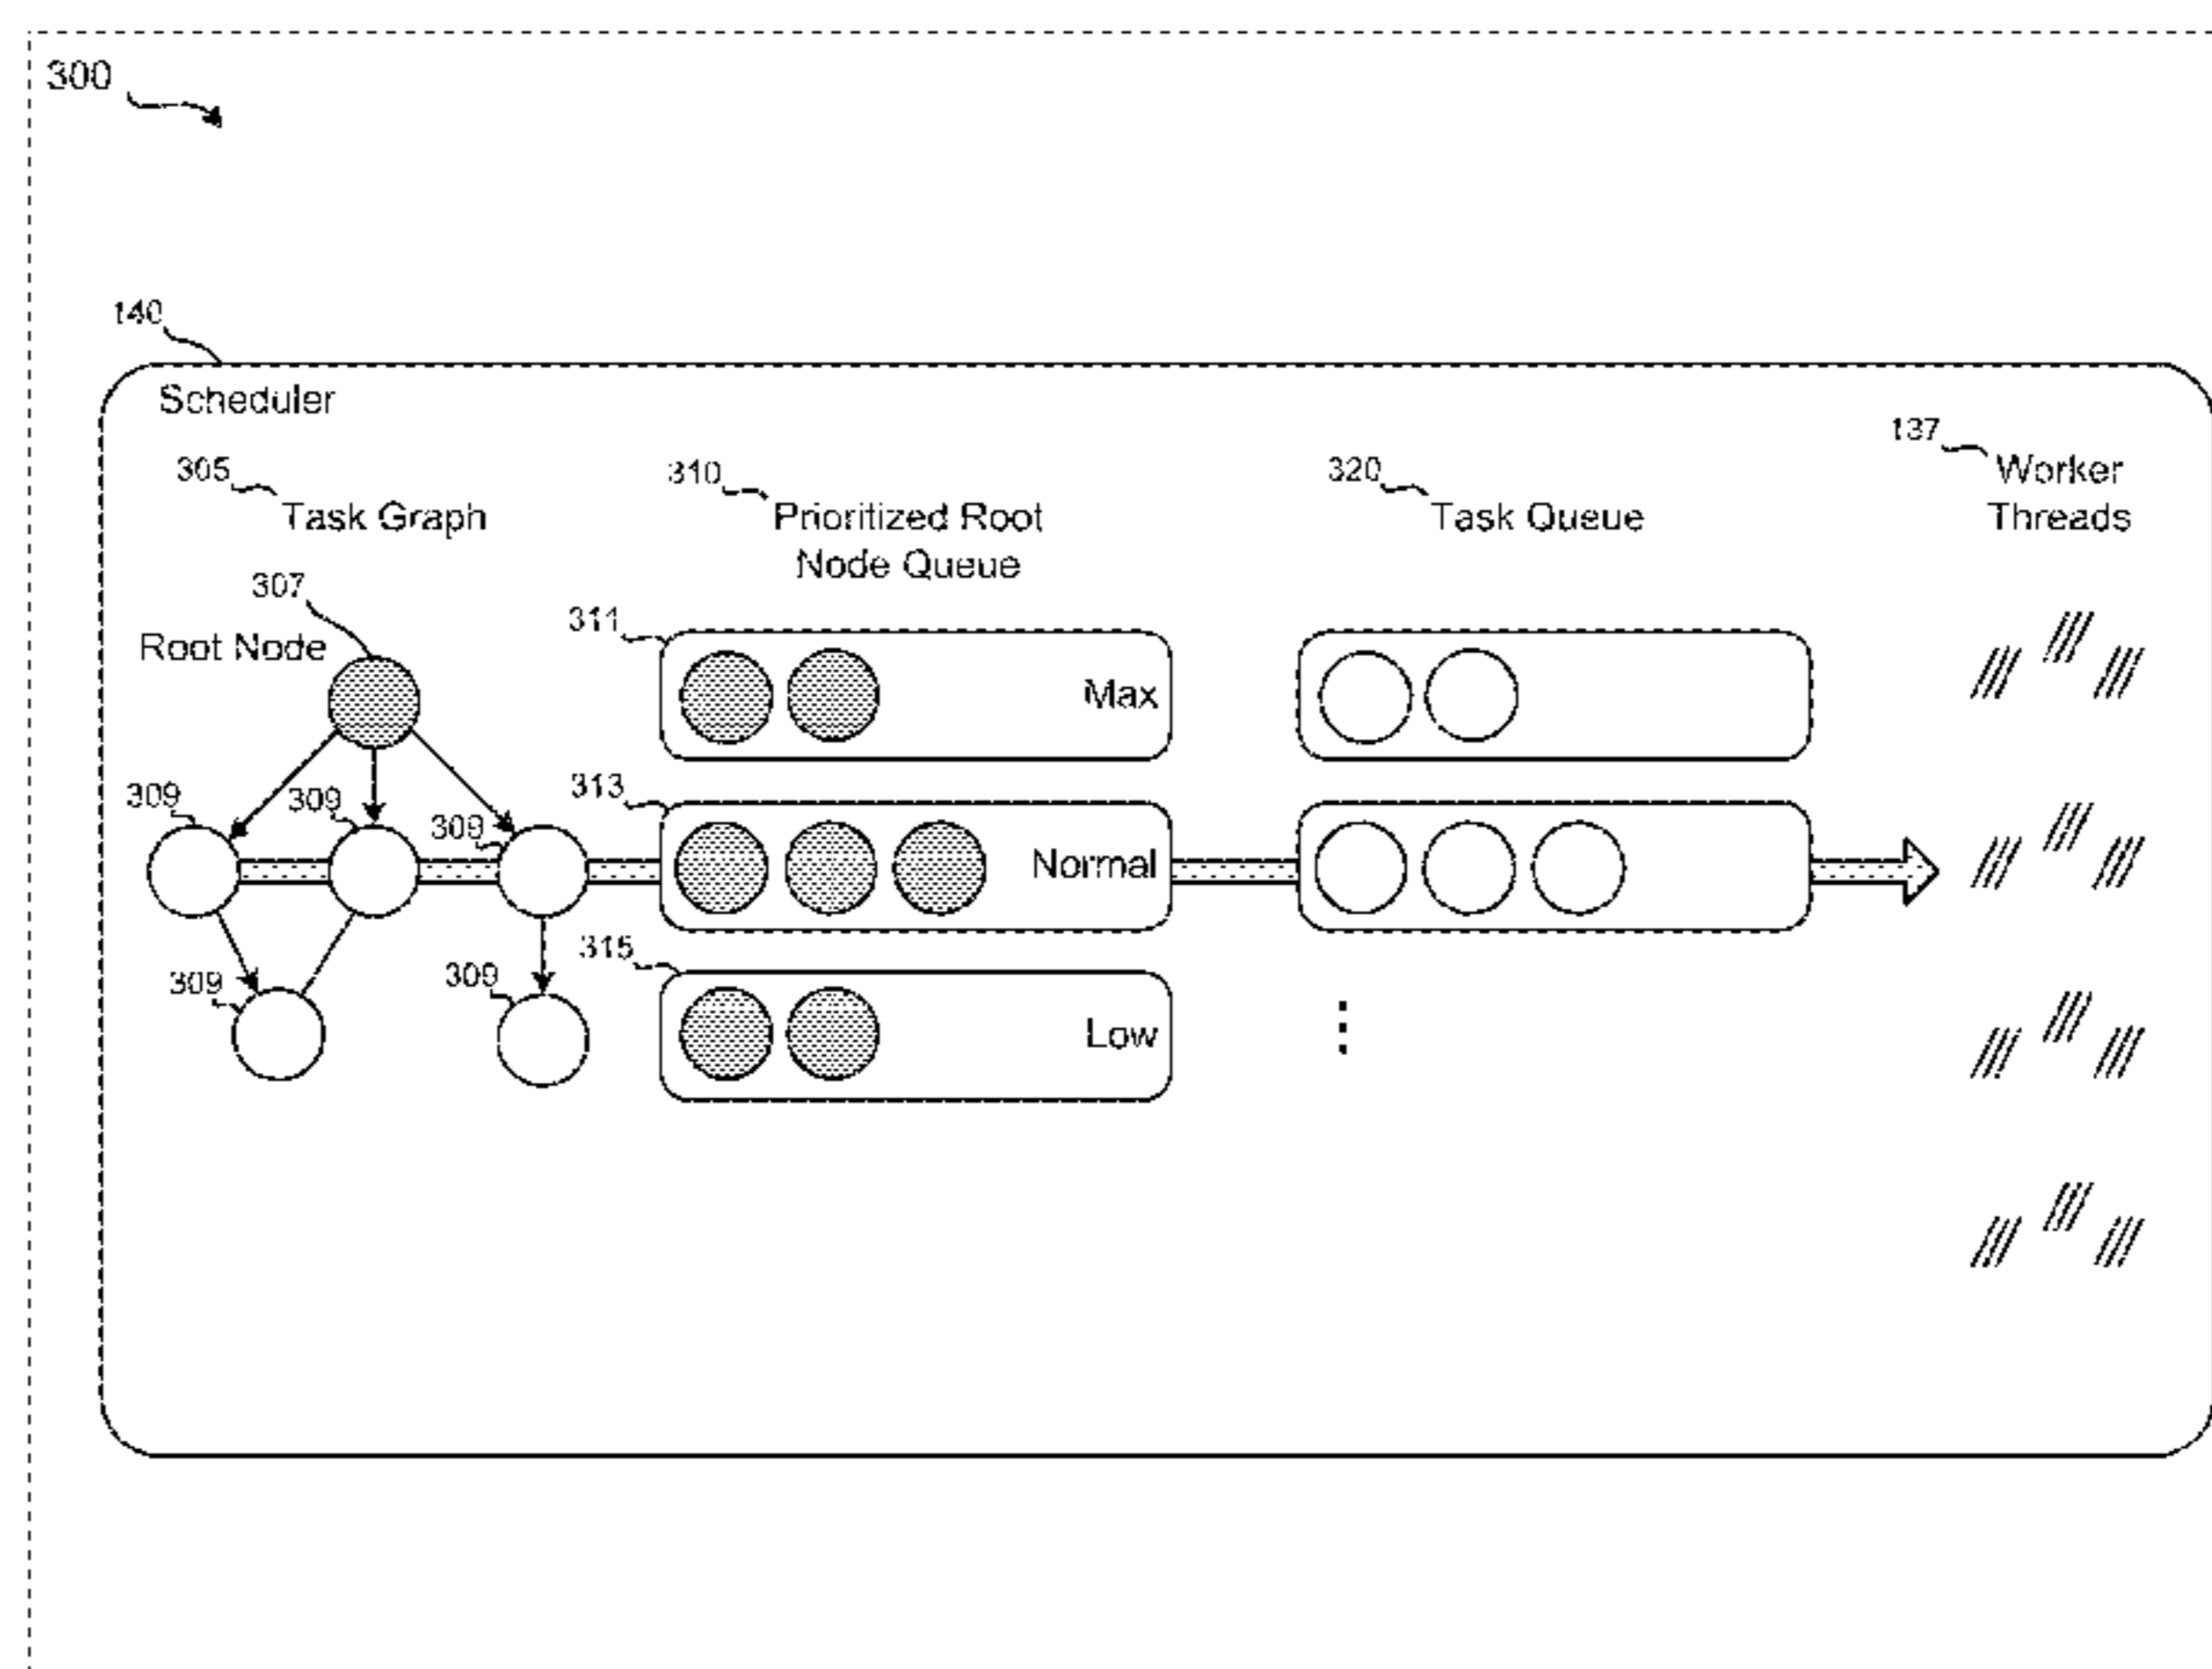 300
140
Scheduler
137
305
310
320
Worker
Threads
Task Graph
Prioritized Root
Node Queue
Task Queue
307
311
Root Node
Max
313
309
309
309
Normal
315
309
309
Low